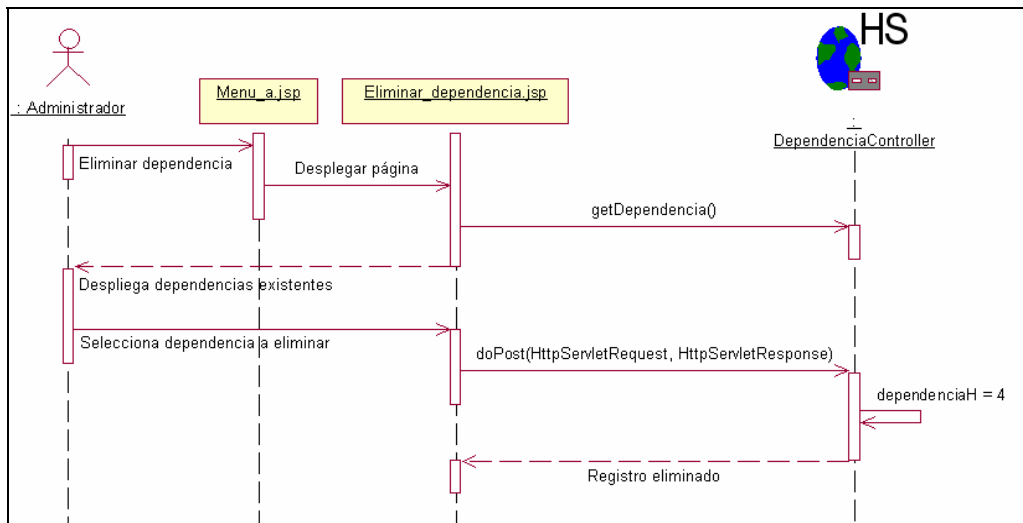 HS
: Administrador
Menu_a.jsp
Eliminar_dependencia.jsp
:
DependenciaController
Eliminar dependencia
Desplegar página
getDependencia()
Despliega dependencias existentes
Selecciona dependencia a eliminar
doPost(HttpServletRequest, HttpServletResponse)
dependenciaH = 4
Registro eliminado